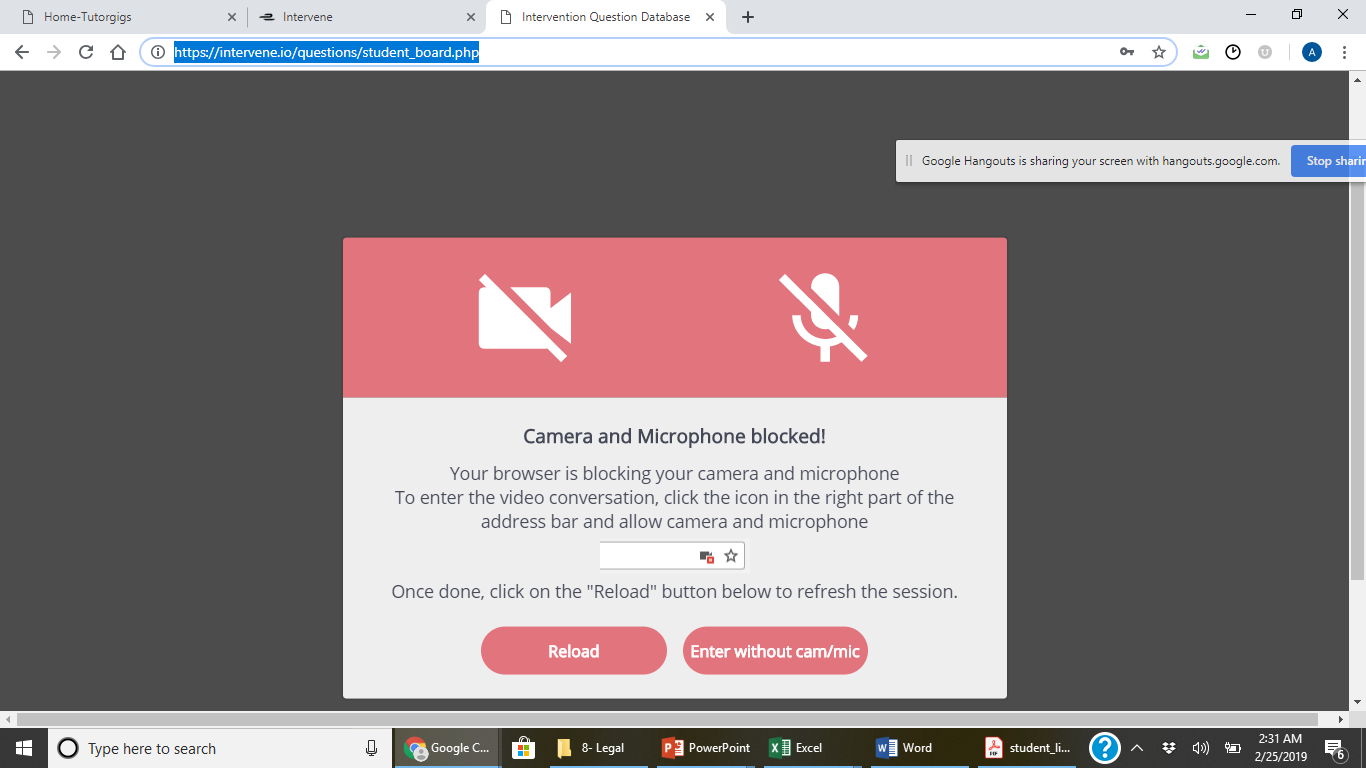 Home-Tutorgigs
Intervene
Intervention Question Database
https://intervene.io/questions/student_board.php
A
Google Hangouts is sharing your screen with hangouts.google.com.
Stop sharin
Camera and Microphone blocked!
Your browser is blocking your camera and microphone
To enter the video conversation, click the icon in the right part of the
address bar and allow camera and microphone
Once done, click on the "Reload" button below to refresh the session.
Reload
Enter without cam/mic
Type here to search
Google C...
8- Legal
PowerPoint
Excel
Word
student_li...
2:31 AM
2/25/2019
6